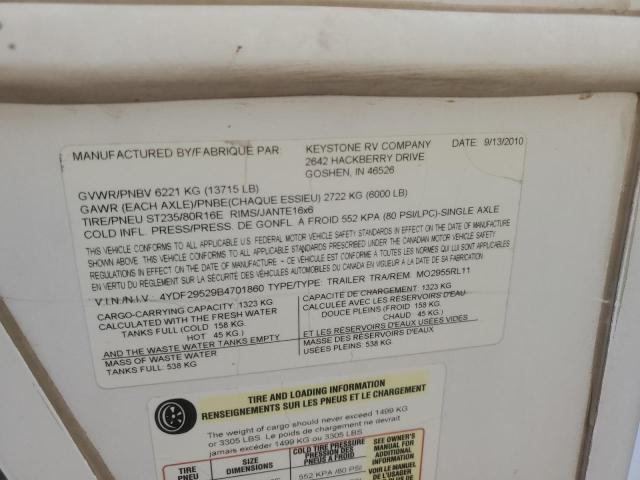 MANUFACTURED BY/FABRIQUE PAR: KEYSTONE RV COMPANY DATE: 9/13/2010
2642 HACKBERRY DRIVE
GOSHEN, IN 46526
GVWR/PNBV 6221 KG (13715 LB)
GAWR (EACH AXLE)/PNBE(CHAQUE ESSIEU) 2722 KG (6000 LB)
TIRE/PNEU ST235/80R16E RIMS/JANTE16x6
COLD INFL. PRESS/PRESS. DE GONFL À FROID 552 KPA (80 PSI/LPC)-SINGLE AXLE
THIS VEHICLE CONFORMS TO ALL APPLICABLE U.S. FEDERAL MOTOR VEHICLE SAFETY STANDARDS IN EFFECT ON THE DATE OF MANUFACTURE
SHOWN ABOVE. THIS VEHICLE CONFORMS TO ALL APPLICABLE STANDARDS PRESCRIBED UNDER THE CANADIAN MOTOR VEHICLE SAFETY
REGULATIONS IN EFFECT ON THE DATE OF MANUFACTURE - CE VÉHICULE EST CONFORME À TOUTES LES NORMES QUI LUI SONT APPLICABLES
EN VERTU DU RÈGLEMENT SUR LA SÉCURITÉ DES VÉHICULES AUTOMOBILES DU CANADA EN VIGUEUR À LA DATE DE SA FABRICATION.
V.I.N./N.I.V. 4YDF29529B4701860 TYPE/TYPE: TRAILER TRA/REM. MO2955RL11
CARGO-CARRYING CAPACITY: 1323 KG
CALCULATED WITH THE FRESH WATER
TANKS FULL (COLD 158 KG.
HOT 45 KG.)
AND THE WASTE WATER TANKS EMPTY
MASS OF WASTE WATER
TANKS FULL: 538 KG
CAPACITÉ DE CHARGEMENT: 1323 KG
CALCULÉE AVEC LES RÉSERVOIRS D'EAU
DOUCE PLEINS (FROID 158 KG.
CHAUD 45 KG.)
ET LES RÉSERVOIRS D'EAUX USÉES VIDES
MASSE DES RÉSERVOIRS D'EAUX
USÉES PLEINS: 538 KG
TIRE AND LOADING INFORMATION
RENSEIGNEMENTS SUR LES PNEUS ET LE CHARGEMENT
The weight of cargo should never exceed 1499 KG
or 3305 LBS. Le poids de chargement ne devrait
jamais excéder 1499 KG ou 3305 LBS.
TIRE
PNEU
SIZE
DIMENSIONS
COLD TIRE PRESSURE
PRESSION DES
PNEUS À FROID
552 KPA /80 PSI
SEE OWNER'S
MANUAL FOR
ADDITIONAL
INFORMATION
VOIR LE MANUEL
DE L'USAGER